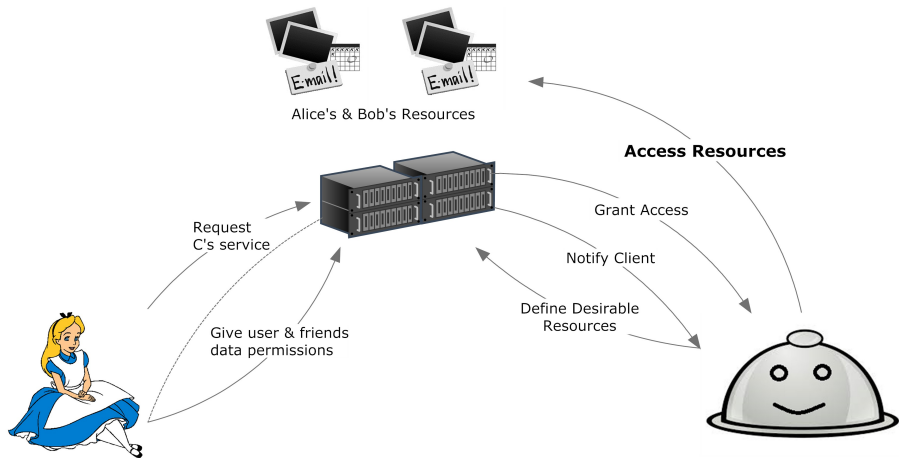 E-mail!
E-mail!
Alice's & Bob's Resources
Access Resources
Grant Access
Request
C's service
Notify Client
Define Desirable
Resources
Give user & friends
data permissions